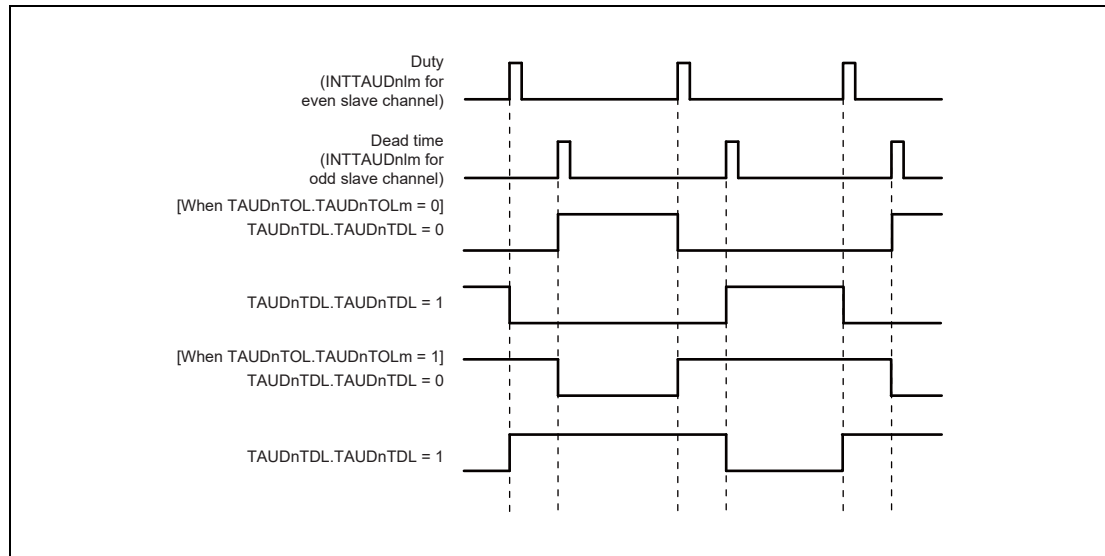 Duty
(INTTAUDnIm for
even slave channel)
Dead time
(INTTAUDnIm for
odd slave channel)
[When TAUDnTOL.TAUDnTOLm = 0]
TAUDnTDL.TAUDnTDL = 0
TAUDnTDL.TAUDnTDL = 1
[When TAUDnTOL.TAUDnTOLm = 1]
TAUDnTDL.TAUDnTDL = 0
TAUDnTDL.TAUDnTDL = 1